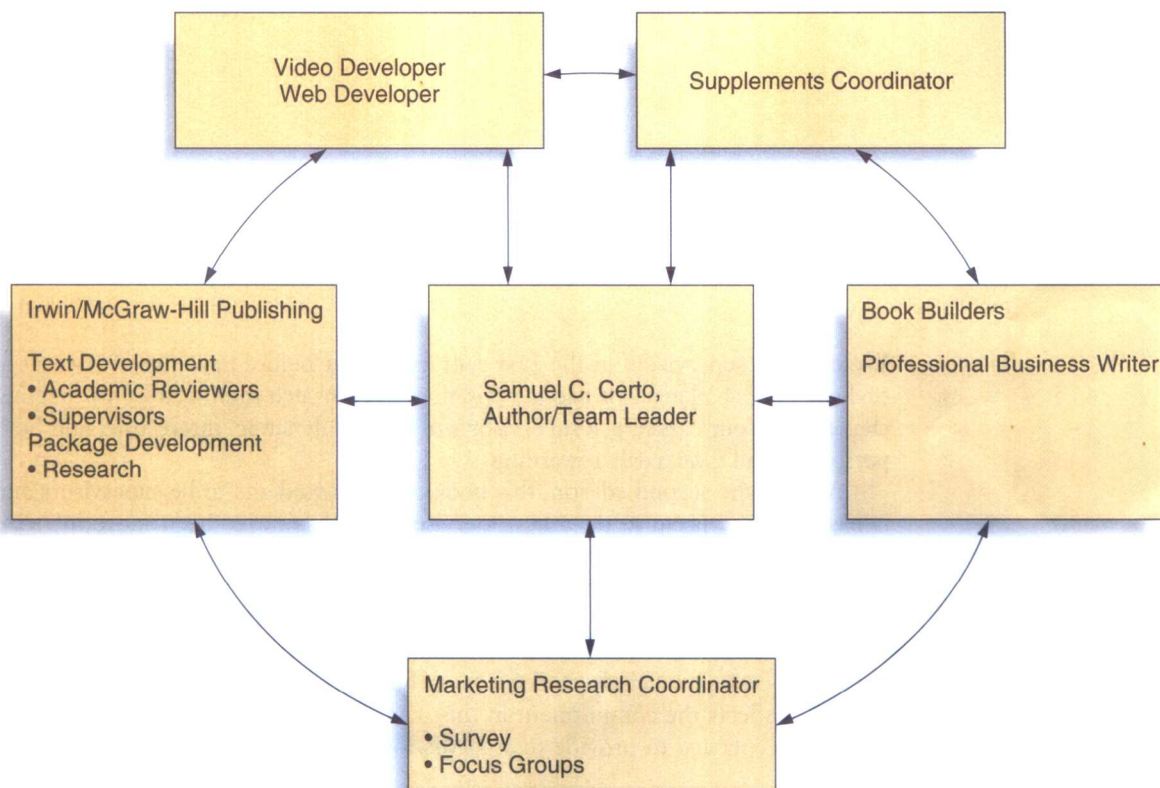 Video Developer
Web Developer
Supplements Coordinator
Irwin/McGraw-Hill Publishing
Text Development
• Academic Reviewers
• Supervisors
Package Development
• Research
Samuel C. Certo,
Author/Team Leader
Book Builders
Professional Business Writer
Marketing Research Coordinator
• Survey
• Focus Groups